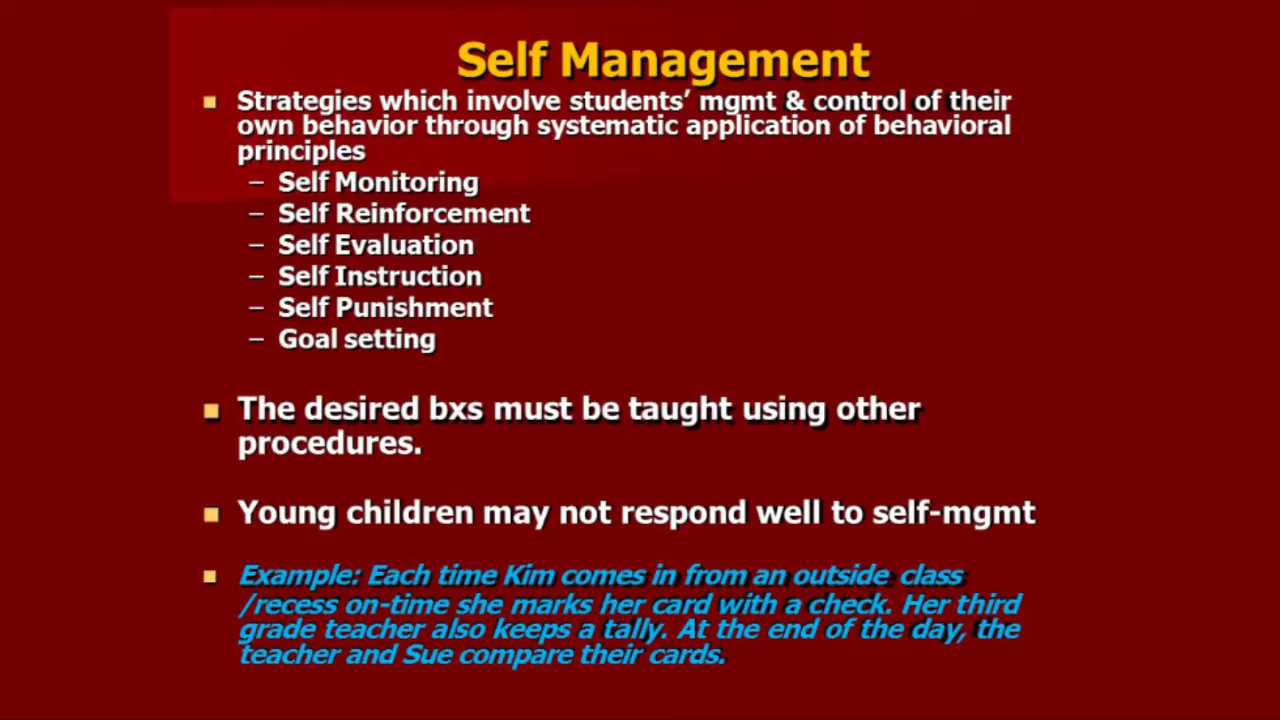 Self Management
Strategies which involve students’ mgmt & control of their
own behavior through systematic application of behavioral
principles
– Self Monitoring
– Self Reinforcement
– Self Evaluation
– Self Instruction
– Self Punishment
– Goal setting
The desired bxs must be taught using other
procedures.
Young children may not respond well to self-mgmt
Example: Each time Kim comes in from an outside class
/recess on-time she marks her card with a check. Her third
grade teacher also keeps a tally. At the end of the day, the
teacher and Sue compare their cards.